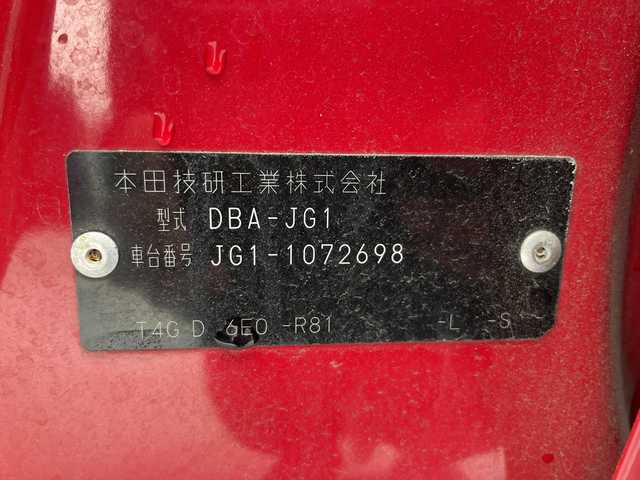 本田技研工業株式会社
型式 DBA-JG1
車台番号 JG1-1072698
T4G D 6E0 -R81 -L -S